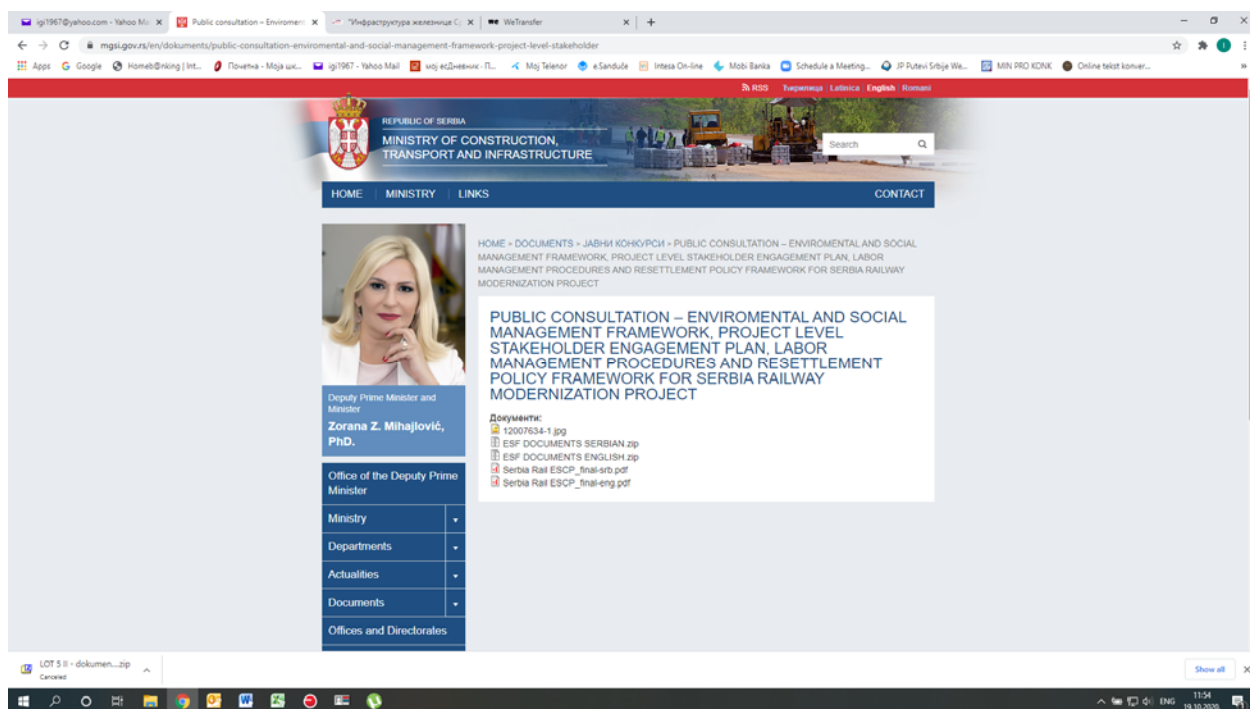 igi1967@yahoo.com - Yahoo Ma
Public consultation – Enviroment
"Инфраструктура железнице С
WeTransfer
mgsi.gov.rs/en/dokumenti/public-consultation-enviromental-and-social-management-framework-project-level-stakeholder
Apps
Google
Homeb@nking | Int...
Почетна - Моја шк...
igi1967 - Yahoo Mail
мој есДневник - П...
Moj Telenor
e.Sanduče
Intesa On-line
Mobi Banka
Schedule a Meeting...
JP Putevi Srbije We...
MIN PRO KONK
Online tekst konver...
RSS Ћирилица | Latinica | English | Romani
REPUBLIC OF SERBIA
MINISTRY OF CONSTRUCTION,
TRANSPORT AND INFRASTRUCTURE
Search
HOME MINISTRY LINKS CONTACT
HOME » DOCUMENTS » ЈАВНИ КОНКУРСИ » PUBLIC CONSULTATION – ENVIROMENTAL AND SOCIAL
MANAGEMENT FRAMEWORK, PROJECT LEVEL STAKEHOLDER ENGAGEMENT PLAN, LABOR
MANAGEMENT PROCEDURES AND RESETTLEMENT POLICY FRAMEWORK FOR SERBIA RAILWAY
MODERNIZATION PROJECT
PUBLIC CONSULTATION – ENVIROMENTAL AND SOCIAL
MANAGEMENT FRAMEWORK, PROJECT LEVEL
STAKEHOLDER ENGAGEMENT PLAN, LABOR
MANAGEMENT PROCEDURES AND RESETTLEMENT
POLICY FRAMEWORK FOR SERBIA RAILWAY
MODERNIZATION PROJECT
Документи:
12007634-1.jpg
ESF DOCUMENTS SERBIAN.zip
ESF DOCUMENTS ENGLISH.zip
Serbia Rail ESCP_final-srb.pdf
Serbia Rail ESCP_final-eng.pdf
Deputy Prime Minister and
Minister
Zorana Z. Mihajlović,
PhD.
Office of the Deputy Prime
Minister
Ministry
Departments
Actualities
Documents
Offices and Directorates
LOT 5 II - dokumen....zip
Canceled
Show all
ENG
11:54
19.10.2020.